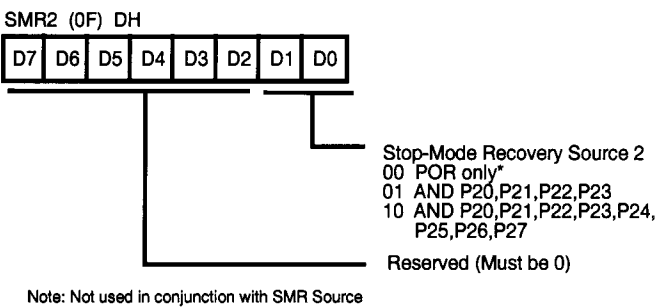 SMR2 (0F) DH
D7 D6 D5 D4 D3 D2 D1 D0
Stop-Mode Recovery Source 2
00 POR only*
01 AND P20,P21,P22,P23
10 AND P20,P21,P22,P23,P24,
P25,P26,P27
Reserved (Must be 0)
Note: Not used in conjunction with SMR Source